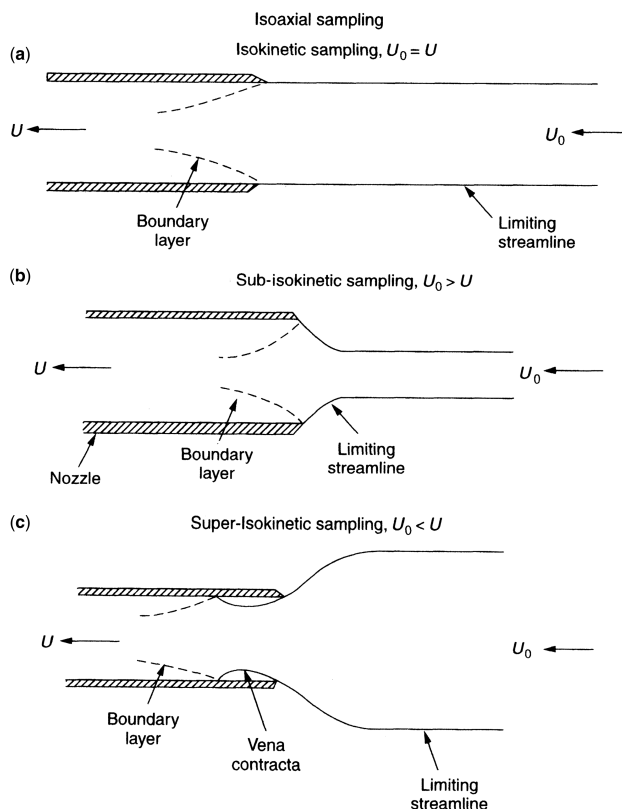 Isoaxial sampling
(a)
Isokinetic sampling, U₀ = U
U
U₀
Boundary
layer
Limiting
streamline
(b)
Sub-isokinetic sampling, U₀ > U
U
U₀
Boundary
layer
Limiting
streamline
Nozzle
(c)
Super-Isokinetic sampling, U₀ < U
U
U₀
Boundary
layer
Vena
contracta
Limiting
streamline